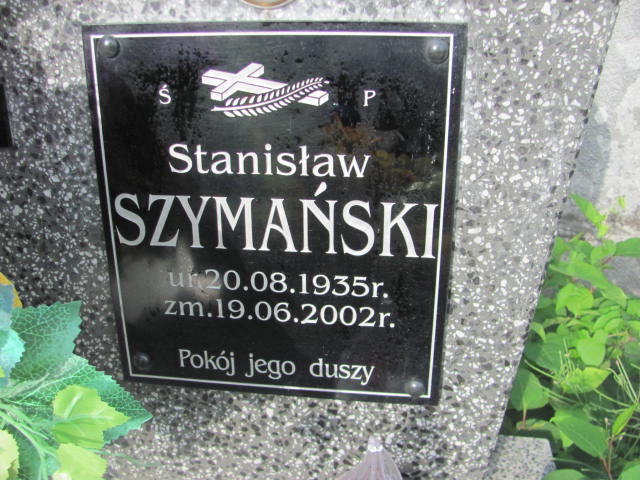 Ś P
Stanisław
SZYMAŃSKI
ur.20.08.1935r.
zm.19.06.2002r.
Pokój jego duszy